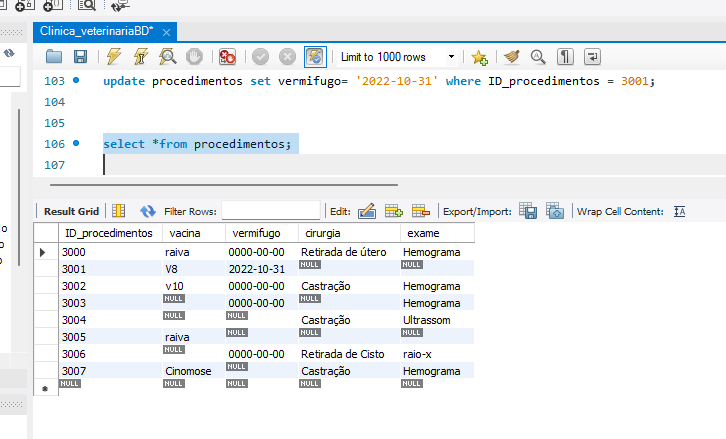 Clinica_veterinariaBD*
Limit to 1000 rows
103 update procedimentos set vermifugo= '2022-10-31' where ID_procedimentos = 3001;
104
105
106 select *from procedimentos;
107
Result Grid Filter Rows: Edit: Export/Import: Wrap Cell Content:
ID_procedimentos vacina vermifugo cirurgia exame
3000 raiva 0000-00-00 Retirada de útero Hemograma
3001 V8 2022-10-31 NULL NULL
3002 v10 0000-00-00 Castração Hemograma
3003 NULL 0000-00-00 NULL Hemograma
3004 NULL NULL Castração Ultrassom
3005 raiva NULL NULL NULL
3006 NULL 0000-00-00 Retirada de Cisto raio-x
3007 Cinomose NULL Castração Hemograma
NULL NULL NULL NULL NULL